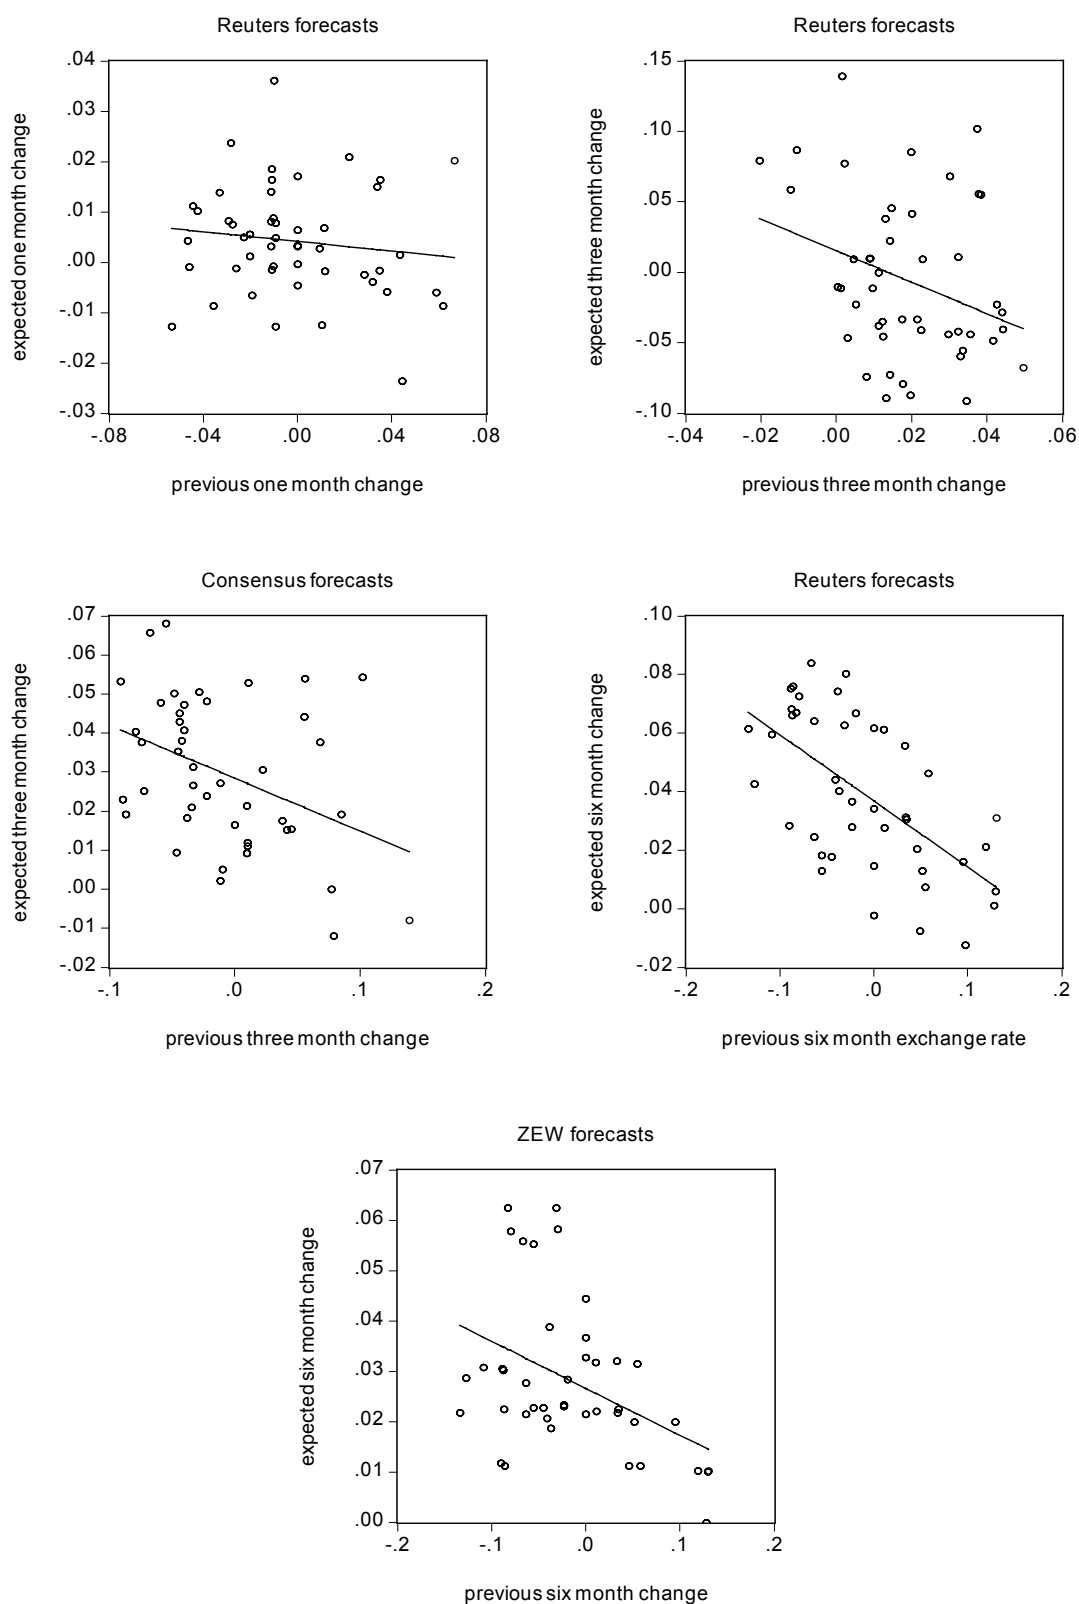 Reuters forecasts
expected one month change
.04
.03
.02
.01
.00
-.01
-.02
-.03
-.08 -.04 .00 .04 .08
previous one month change
Reuters forecasts
expected three month change
.15
.10
.05
.00
-.05
-.10
-.04 -.02 .00 .02 .04 .06
previous three month change
Consensus forecasts
expected three month change
.07
.06
.05
.04
.03
.02
.01
.00
-.01
-.02
-.1 .0 .1 .2
previous three month change
Reuters forecasts
expected six month change
.10
.08
.06
.04
.02
.00
-.02
-.2 -.1 .0 .1 .2
previous six month exchange rate
ZEW forecasts
expected six month change
.07
.06
.05
.04
.03
.02
.01
.00
-.2 -.1 .0 .1 .2
previous six month change